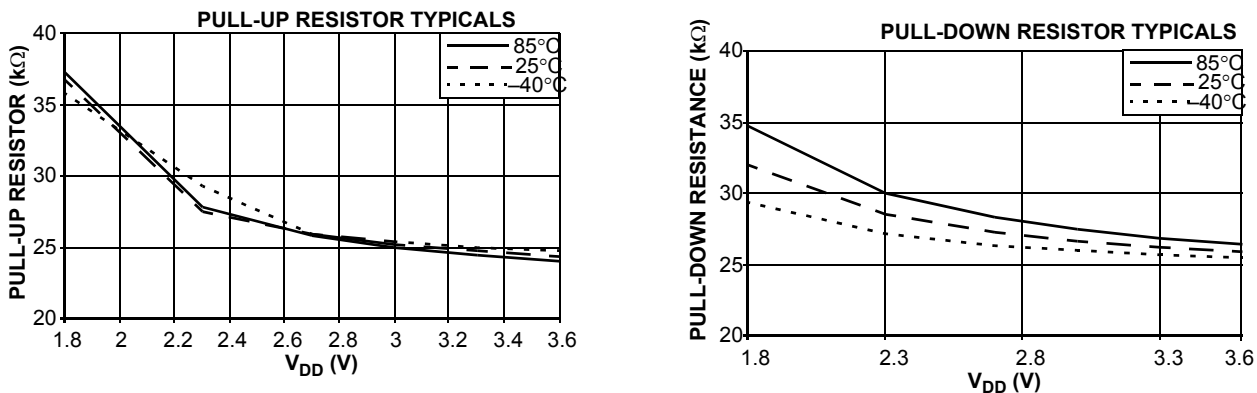 PULL-UP RESISTOR TYPICALS
PULL-UP RESISTOR (kΩ)
40
35
30
25
20
85°C
25°C
–40°C
1.8 2 2.2 2.4 2.6 2.8 3 3.2 3.4 3.6
VDD (V)
PULL-DOWN RESISTOR TYPICALS
PULL-DOWN RESISTANCE (kΩ)
40
35
30
25
20
85°C
25°C
–40°C
1.8 2.3 2.8 3.3 3.6
VDD (V)